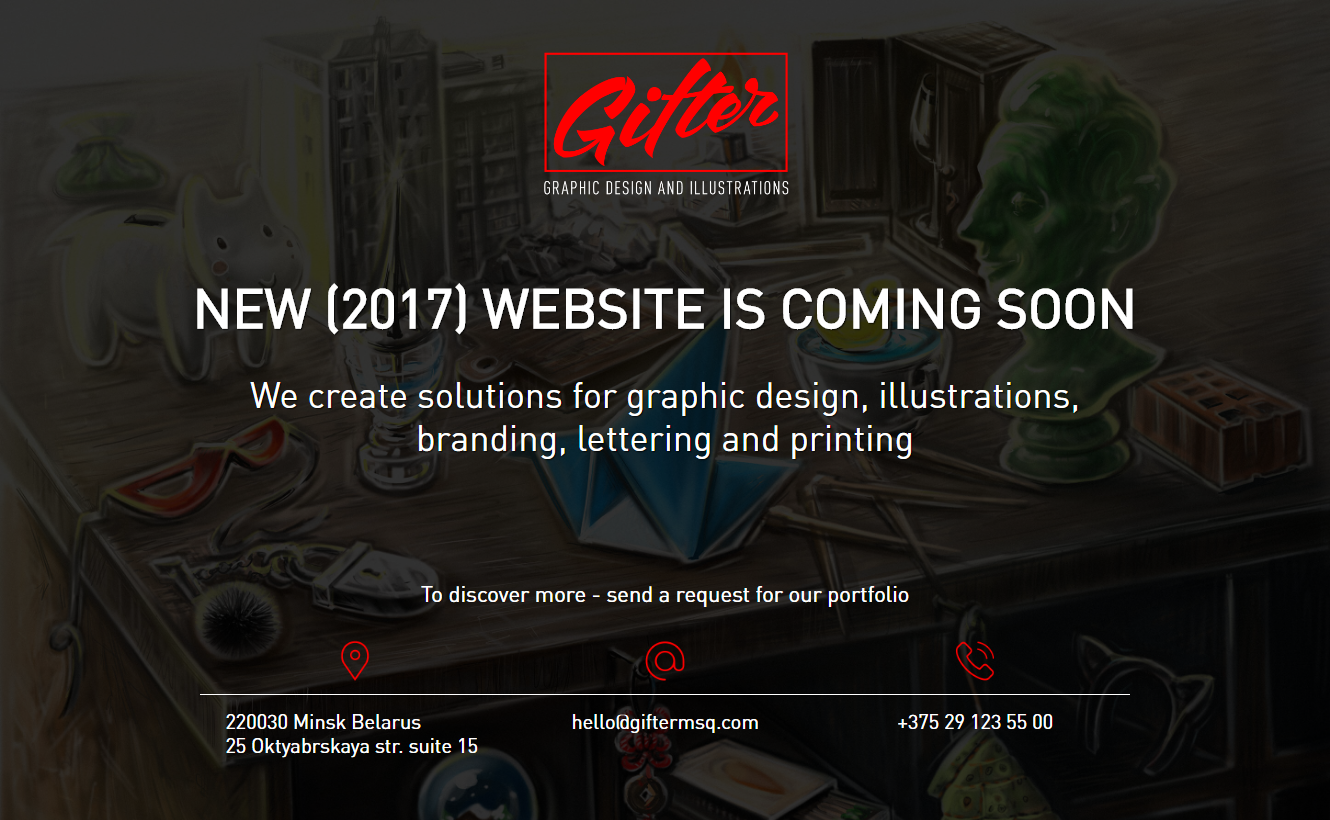 Gifter
GRAPHIC DESIGN AND ILLUSTRATIONS
NEW (2017) WEBSITE IS COMING SOON
We create solutions for graphic design, illustrations,
branding, lettering and printing
To discover more - send a request for our portfolio
220030 Minsk Belarus
25 Oktyabrskaya str. suite 15
hello@giftermsq.com
+375 29 123 55 00